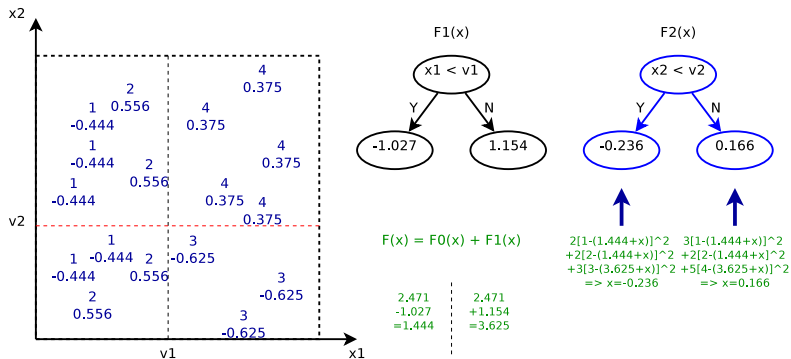 x2
4
0.375
2
0.556
1
-0.444
4
0.375
1
-0.444
4
0.375
2
0.556
1
-0.444
4
0.375
4
0.375
v2
1
-0.444
3
-0.625
1
-0.444
2
0.556
3
-0.625
2
0.556
3
-0.625
v1
x1
F1(x)
x1 < v1
Y
N
-1.027
1.154
F2(x)
x2 < v2
Y
N
-0.236
0.166
F(x) = F0(x) + F1(x)
2.471
-1.027
=1.444
2.471
+1.154
=3.625
2[1-(1.444+x)]^2
+2[2-(1.444+x)]^2
+3[3-(3.625+x)]^2
=> x=-0.236
3[1-(1.444+x)]^2
+2[2-(1.444+x]^2
+5[4-(3.625+x)]^2
=> x=0.166